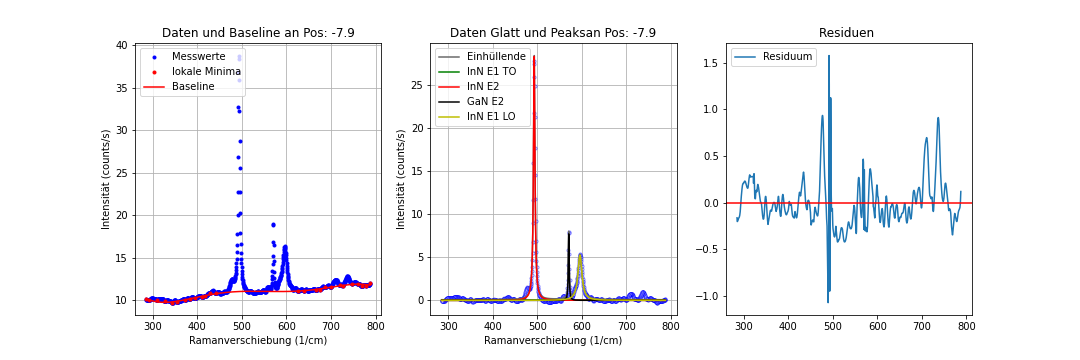 Daten und Baseline an Pos: -7.9
Intensität (counts/s)
40
35
30
25
20
15
10
Messwerte
lokale Minima
Baseline
300 400 500 600 700 800
Ramanverschiebung (1/cm)
Daten Glatt und Peaksan Pos: -7.9
Intensität (counts/s)
25
20
15
10
5
0
Einhüllende
InN E1 TO
InN E2
GaN E2
InN E1 LO
300 400 500 600 700 800
Ramanverschiebung (1/cm)
Residuen
1.5
1.0
0.5
0.0
−0.5
−1.0
Residuum
300 400 500 600 700 800